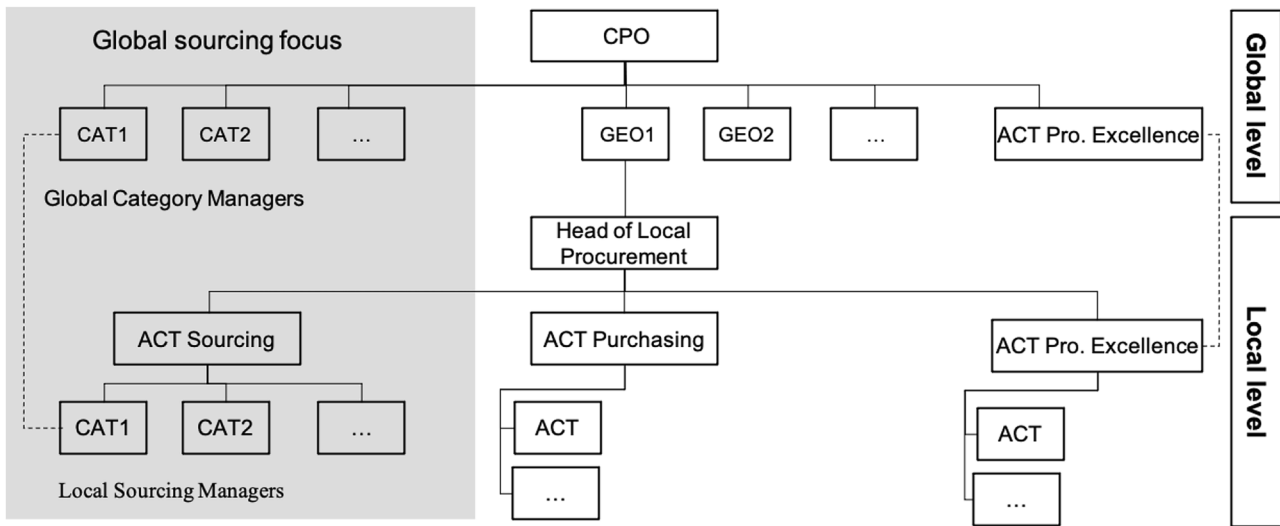 Global sourcing focus
CPO
Global level
CAT1
CAT2
...
GEO1
GEO2
...
ACT Pro. Excellence
Global Category Managers
Head of Local
Procurement
Local level
ACT Sourcing
ACT Purchasing
ACT Pro. Excellence
CAT1
CAT2
...
ACT
ACT
Local Sourcing Managers
...
...